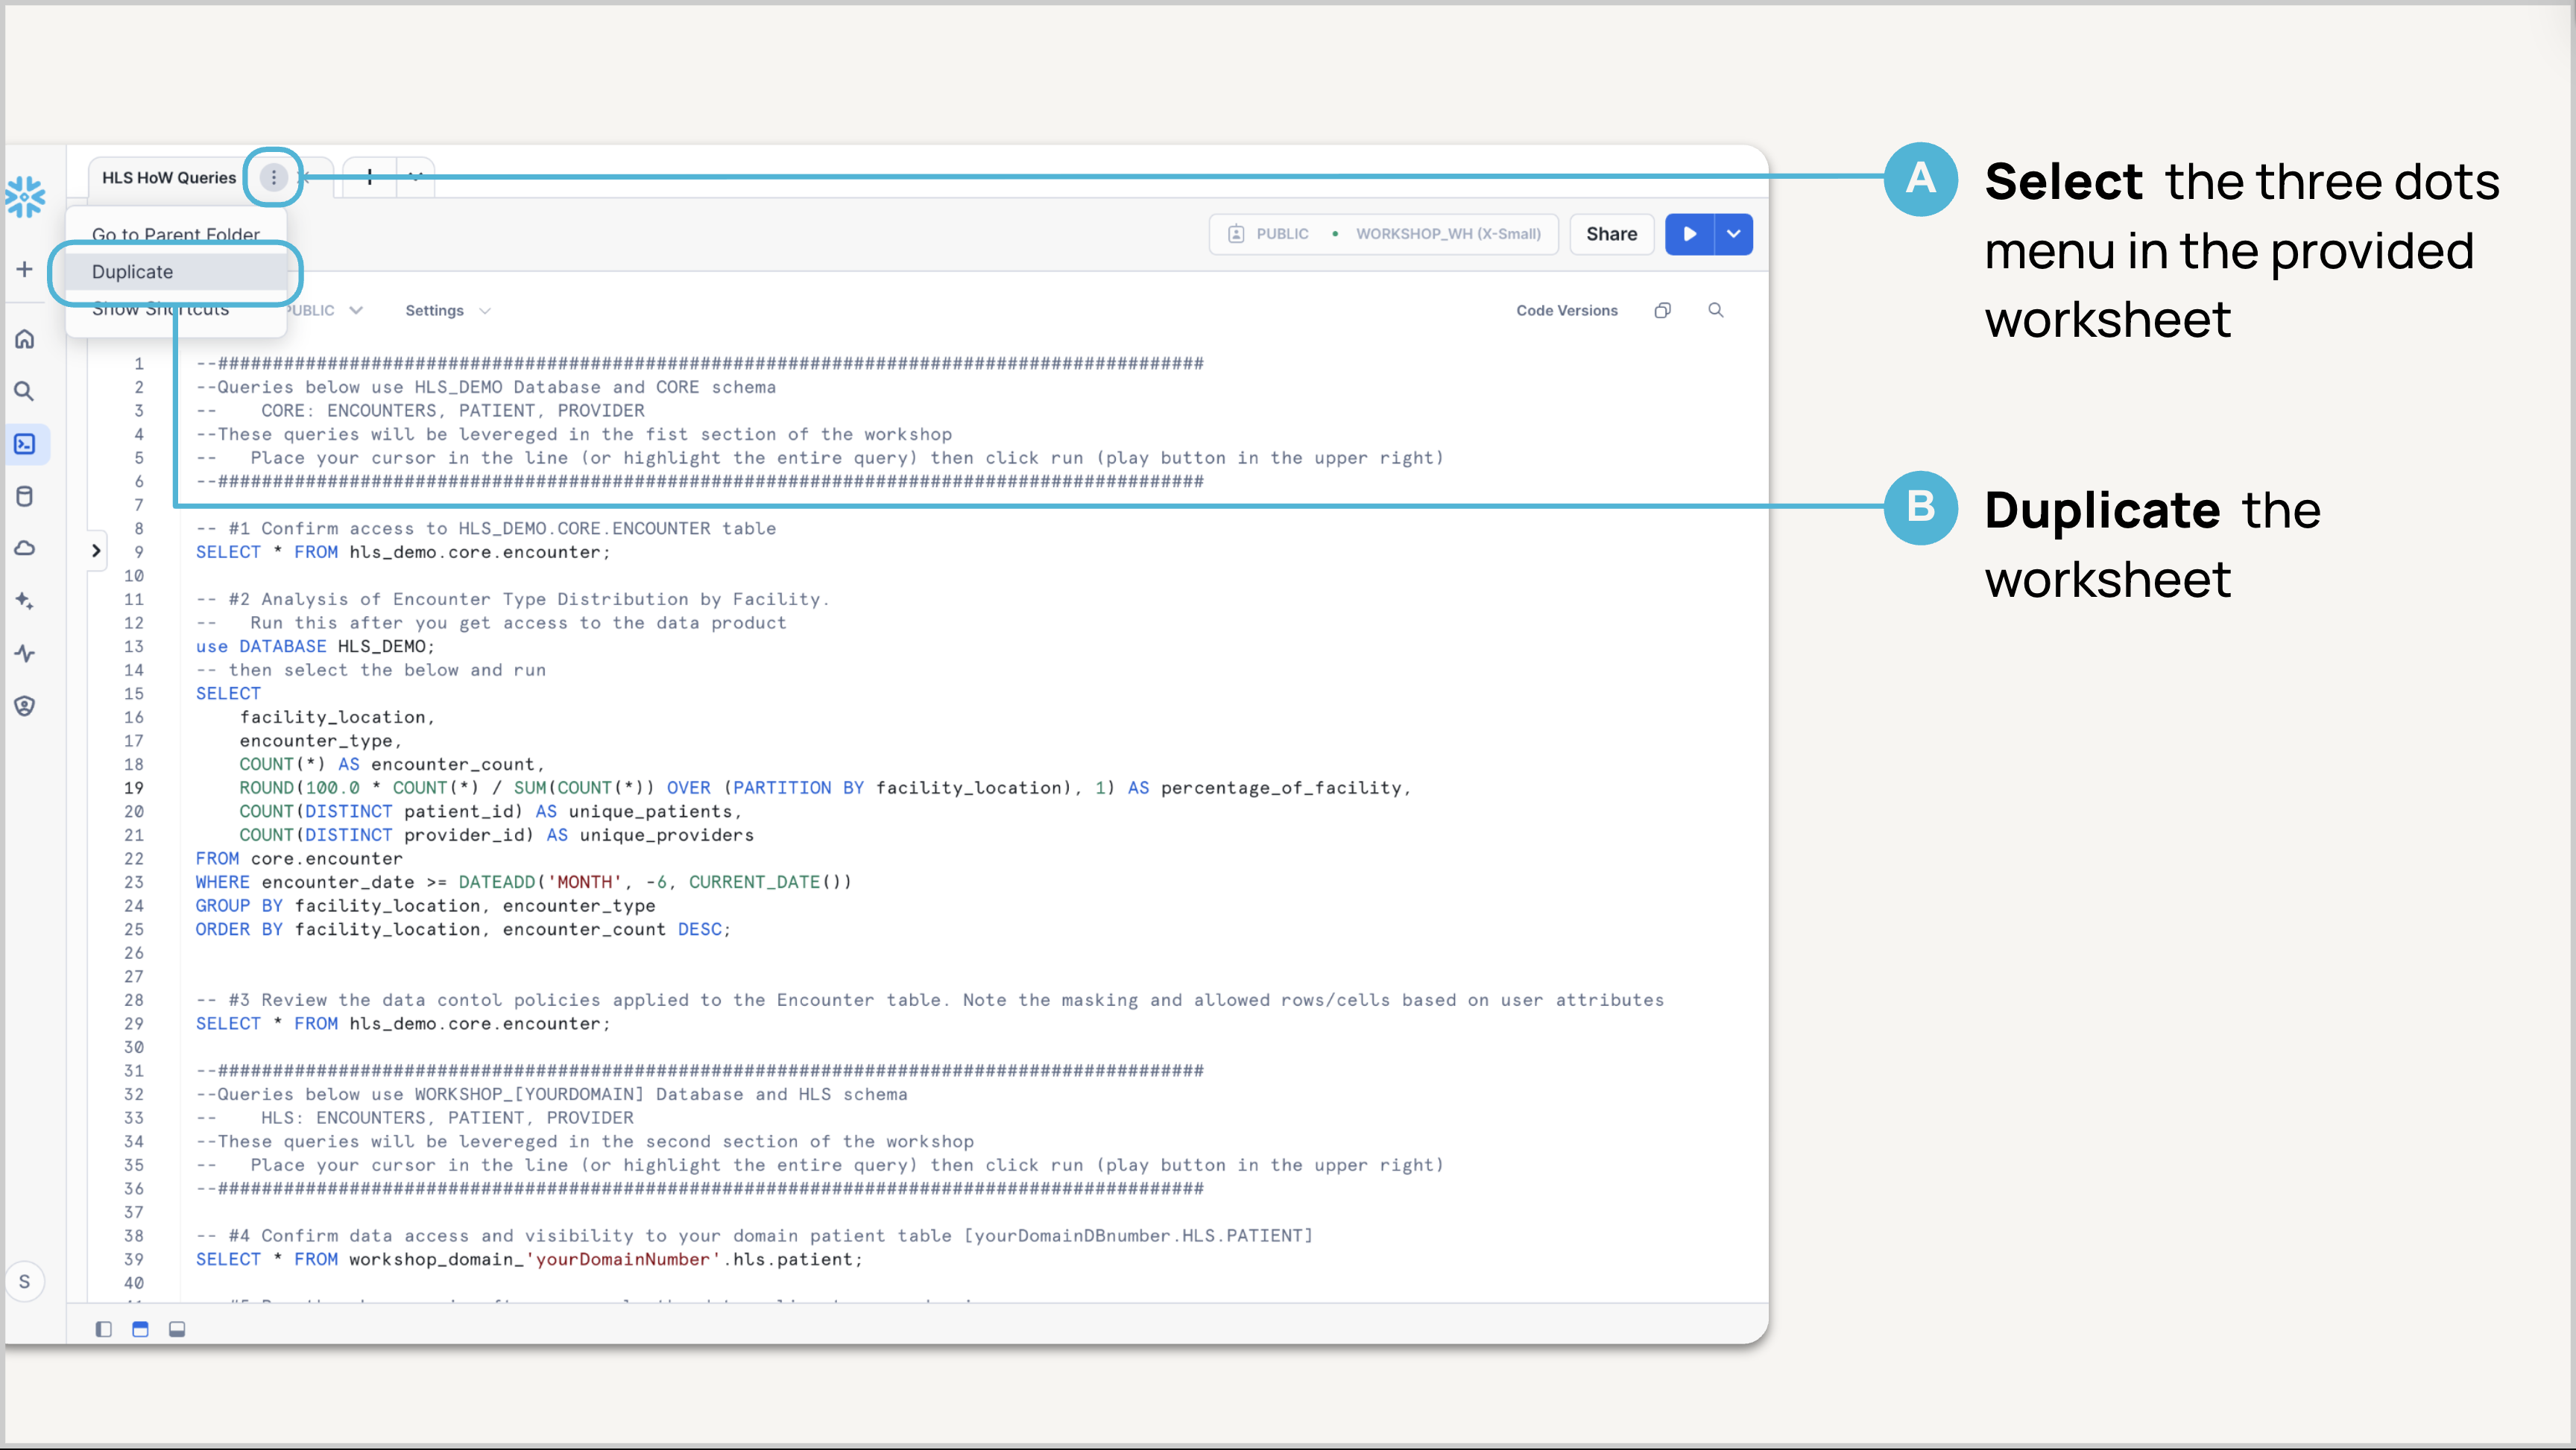 HLS HoW Queries
A Select the three dots
menu in the provided
worksheet
Go to Parent Folder
PUBLIC • WORKSHOP_WH (X-Small)
Share
Duplicate
Show Shortcuts
PUBLIC
Settings
Code Versions
1 --##########################################################################################
2 --Queries below use HLS_DEMO Database and CORE schema
3 --    CORE: ENCOUNTERS, PATIENT, PROVIDER
4 --These queries will be levereged in the fist section of the workshop
5 --   Place your cursor in the line (or highlight the entire query) then click run (play button in the upper right)
6 --##########################################################################################
7
B Duplicate the
worksheet
8 -- #1 Confirm access to HLS_DEMO.CORE.ENCOUNTER table
9 SELECT * FROM hls_demo.core.encounter;
10
11 -- #2 Analysis of Encounter Type Distribution by Facility.
12 --   Run this after you get access to the data product
13 use DATABASE HLS_DEMO;
14 -- then select the below and run
15 SELECT
16     facility_location,
17     encounter_type,
18     COUNT(*) AS encounter_count,
19     ROUND(100.0 * COUNT(*) / SUM(COUNT(*)) OVER (PARTITION BY facility_location), 1) AS percentage_of_facility,
20     COUNT(DISTINCT patient_id) AS unique_patients,
21     COUNT(DISTINCT provider_id) AS unique_providers
22 FROM core.encounter
23 WHERE encounter_date >= DATEADD('MONTH', -6, CURRENT_DATE())
24 GROUP BY facility_location, encounter_type
25 ORDER BY facility_location, encounter_count DESC;
26
27
28 -- #3 Review the data contol policies applied to the Encounter table. Note the masking and allowed rows/cells based on user attributes
29 SELECT * FROM hls_demo.core.encounter;
30
31 --##########################################################################################
32 --Queries below use WORKSHOP_[YOURDOMAIN] Database and HLS schema
33 --    HLS: ENCOUNTERS, PATIENT, PROVIDER
34 --These queries will be levereged in the second section of the workshop
35 --   Place your cursor in the line (or highlight the entire query) then click run (play button in the upper right)
36 --##########################################################################################
37
38 -- #4 Confirm data access and visibility to your domain patient table [yourDomainDBnumber.HLS.PATIENT]
39 SELECT * FROM workshop_domain_'yourDomainNumber'.hls.patient;
40
S